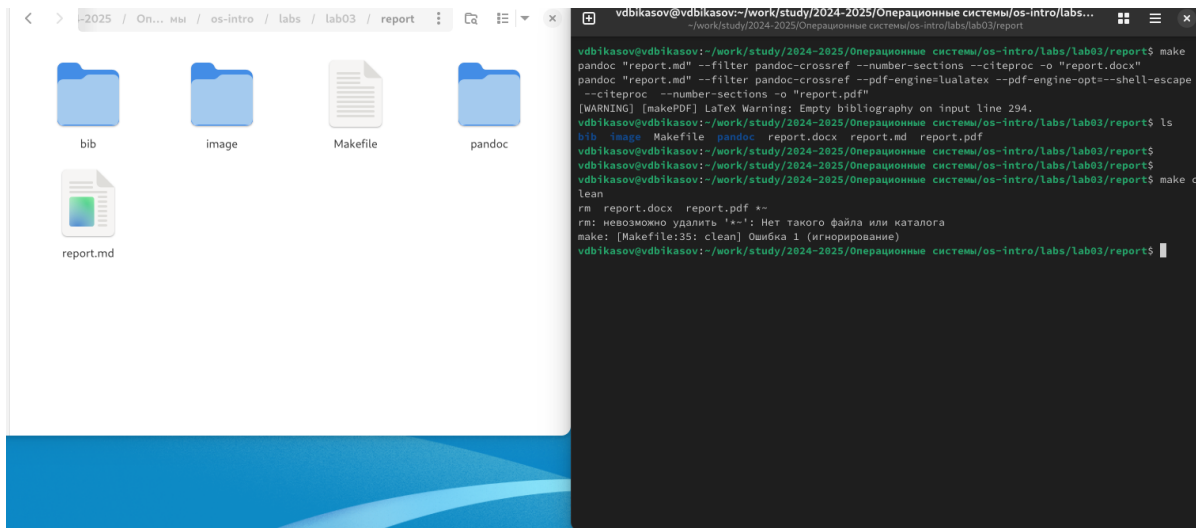 -2025 / Оп... мы / os-intro / labs / lab03 / report
bib
image
Makefile
pandoc
report.md
vdbikasov@vdbikasov:~/work/study/2024-2025/Операционные системы/os-intro/labs...
~/work/study/2024-2025/Операционные системы/os-intro/labs/lab03/report
vdbikasov@vdbikasov:~/work/study/2024-2025/Операционные системы/os-intro/labs/lab03/report$ make
pandoc "report.md" --filter pandoc-crossref --number-sections --citeproc -o "report.docx"
pandoc "report.md" --filter pandoc-crossref --pdf-engine=lualatex --pdf-engine-opt=--shell-escape
--citeproc  --number-sections -o "report.pdf"
[WARNING] [makePDF] LaTeX Warning: Empty bibliography on input line 294.
vdbikasov@vdbikasov:~/work/study/2024-2025/Операционные системы/os-intro/labs/lab03/report$ ls
bib  image  Makefile  pandoc  report.docx  report.md  report.pdf
vdbikasov@vdbikasov:~/work/study/2024-2025/Операционные системы/os-intro/labs/lab03/report$
vdbikasov@vdbikasov:~/work/study/2024-2025/Операционные системы/os-intro/labs/lab03/report$
vdbikasov@vdbikasov:~/work/study/2024-2025/Операционные системы/os-intro/labs/lab03/report$ make c
lean
rm  report.docx  report.pdf *~
rm: невозможно удалить '*~': Нет такого файла или каталога
make: [Makefile:35: clean] Ошибка 1 (игнорирование)
vdbikasov@vdbikasov:~/work/study/2024-2025/Операционные системы/os-intro/labs/lab03/report$